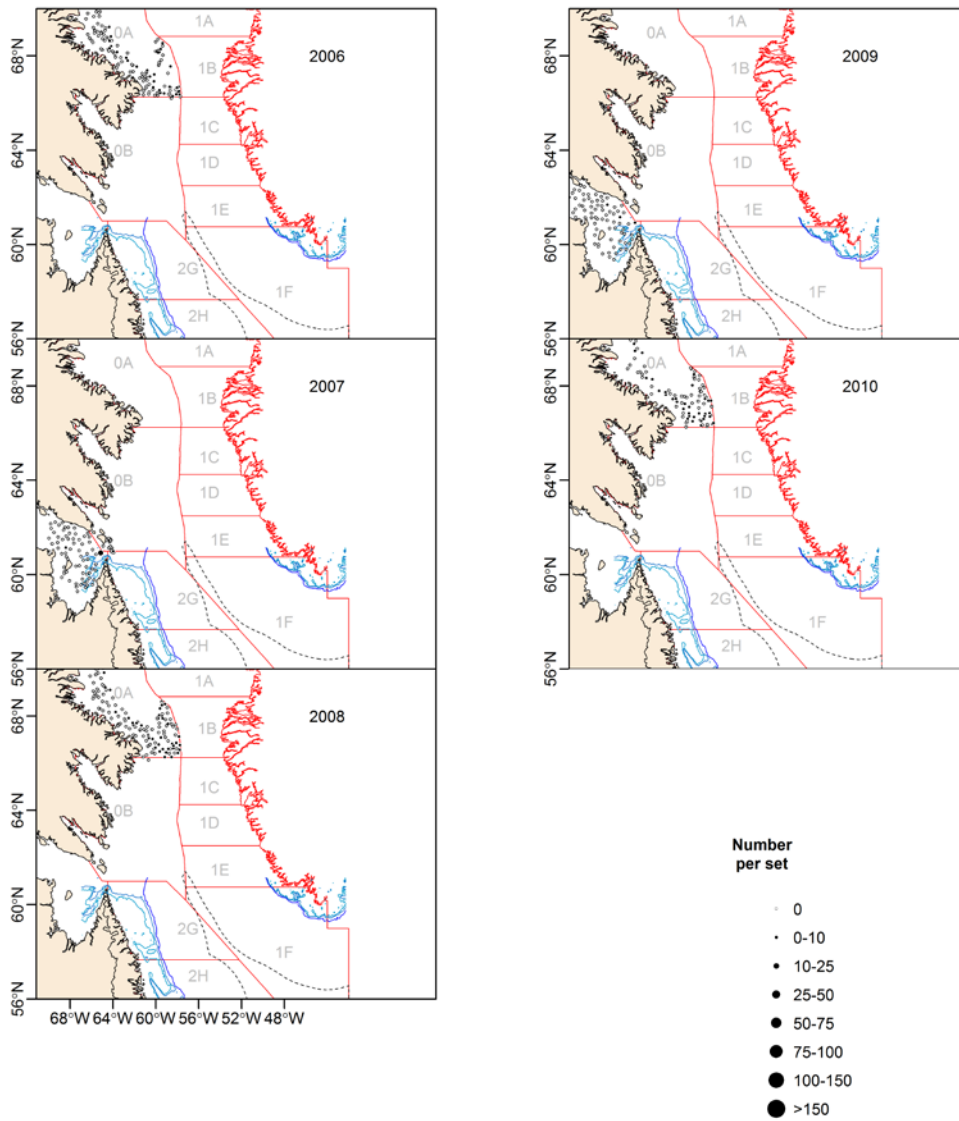 1A
0A
2006
1B
68°N
1C
0B
64°N
1D
1E
60°N
2G
1F
2H
56°N
1A
0A
2007
1B
68°N
1C
0B
64°N
1D
1E
60°N
2G
1F
2H
56°N
1A
0A
2008
1B
68°N
1C
0B
64°N
1D
1E
60°N
2G
1F
2H
56°N
68°W 64°W 60°W 56°W 52°W 48°W
1A
0A
2009
1B
68°N
1C
0B
64°N
1D
1E
60°N
2G
1F
2H
56°N
1A
0A
2010
1B
68°N
1C
0B
64°N
1D
1E
60°N
2G
1F
2H
56°N
Number
per set
0
0-10
10-25
25-50
50-75
75-100
100-150
>150